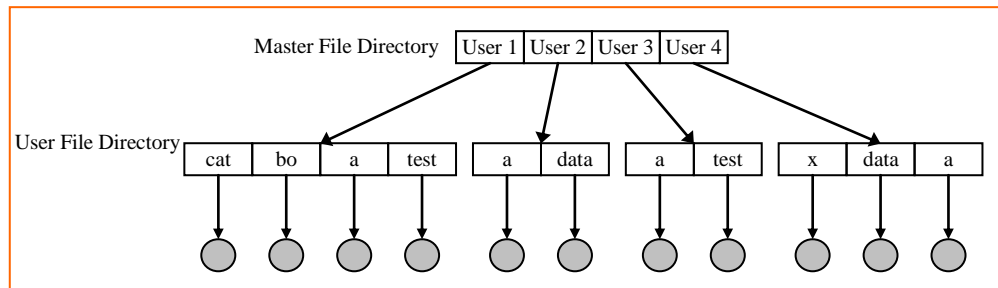 Master File Directory User 1 User 2 User 3 User 4
User File Directory
cat bo a test a data a test x data a